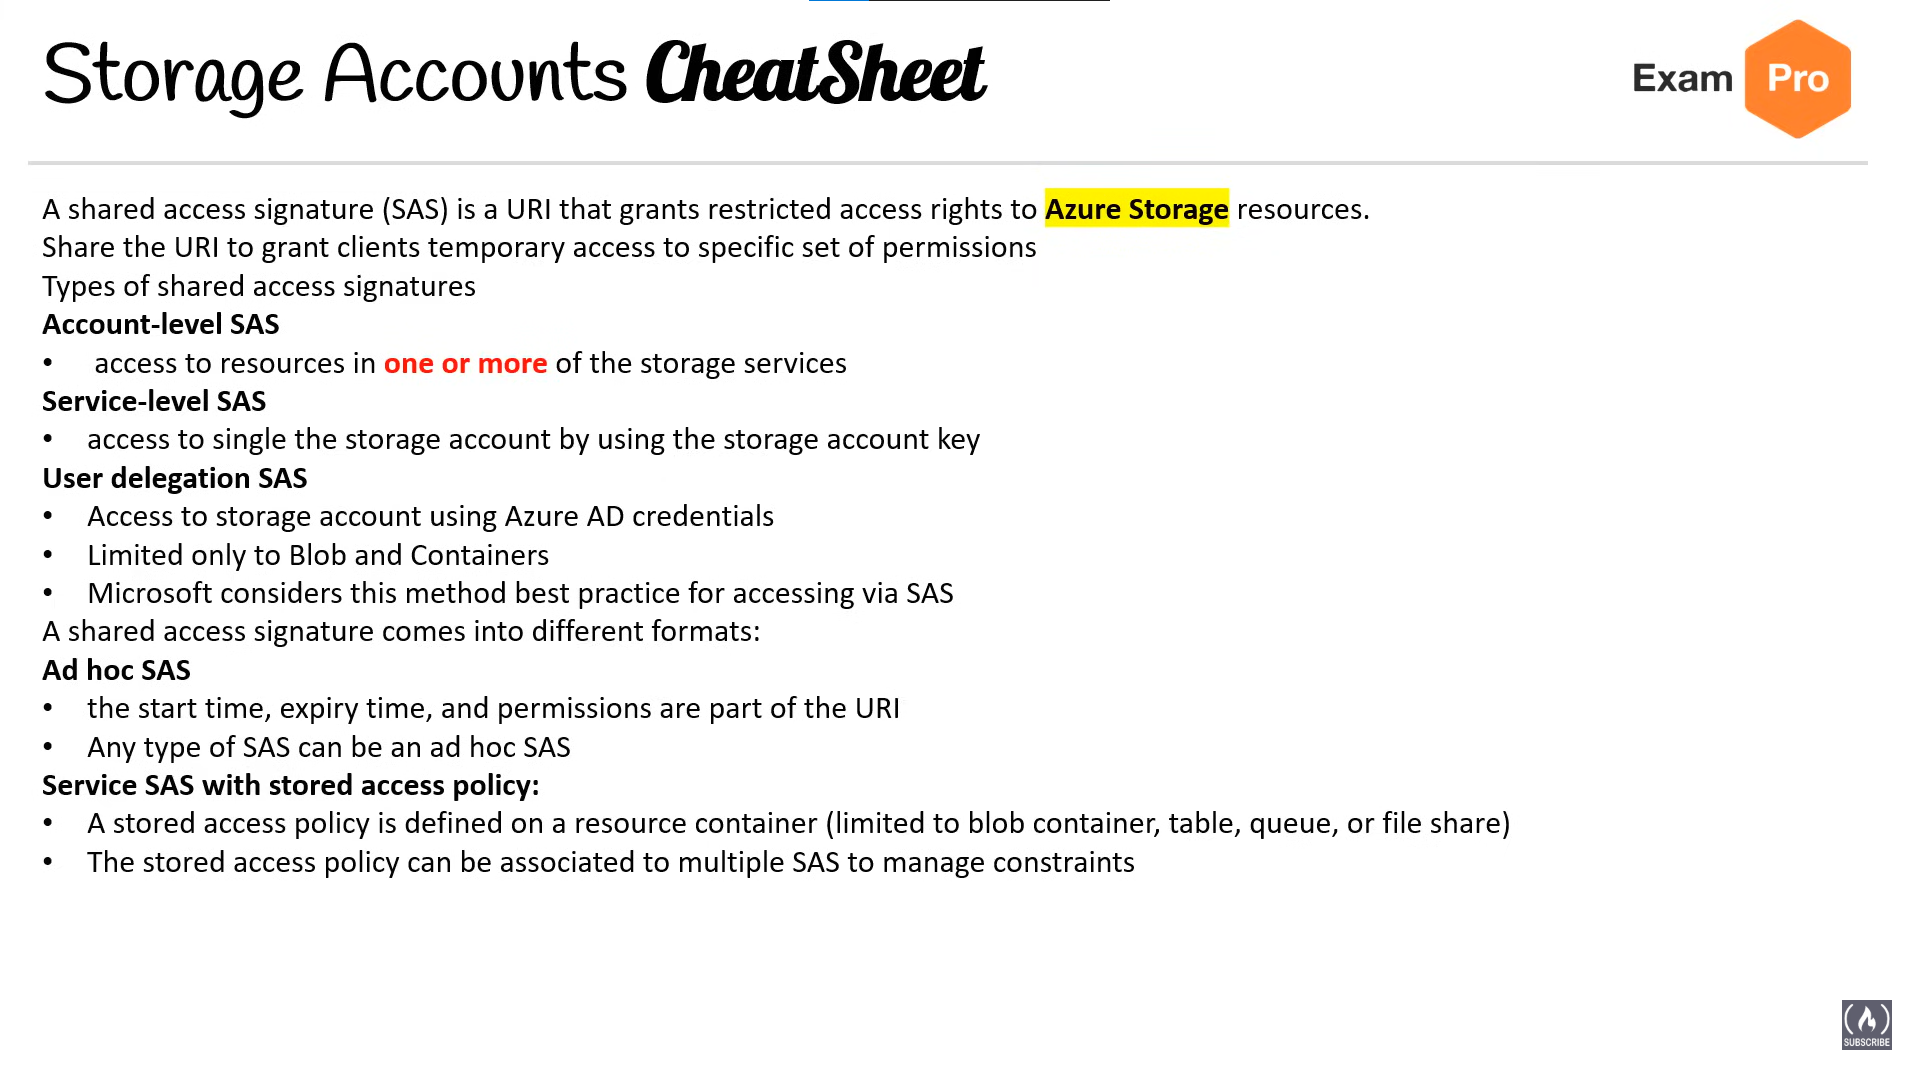 Storage Accounts CheatSheet
Exam Pro
A shared access signature (SAS) is a URI that grants restricted access rights to Azure Storage resources.
Share the URI to grant clients temporary access to specific set of permissions
Types of shared access signatures
Account-level SAS
• access to resources in one or more of the storage services
Service-level SAS
• access to single the storage account by using the storage account key
User delegation SAS
• Access to storage account using Azure AD credentials
• Limited only to Blob and Containers
• Microsoft considers this method best practice for accessing via SAS
A shared access signature comes into different formats:
Ad hoc SAS
• the start time, expiry time, and permissions are part of the URI
• Any type of SAS can be an ad hoc SAS
Service SAS with stored access policy:
• A stored access policy is defined on a resource container (limited to blob container, table, queue, or file share)
• The stored access policy can be associated to multiple SAS to manage constraints
SUBSCRIBE